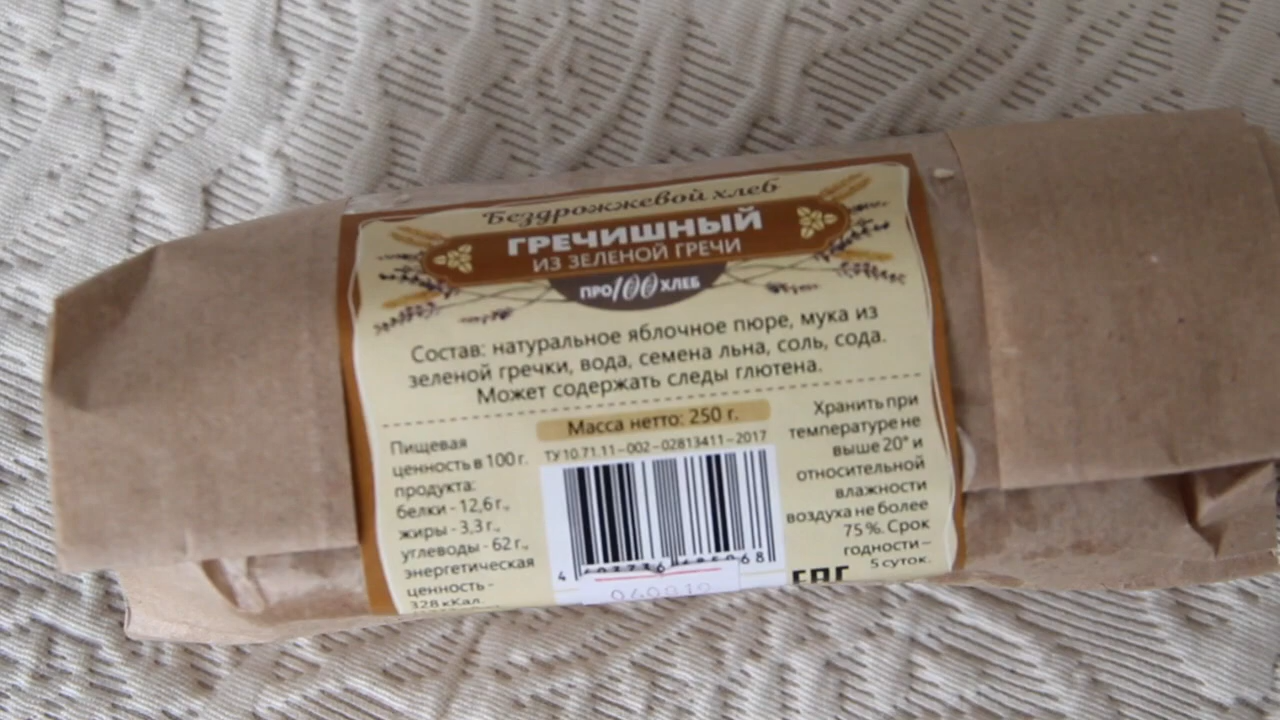 Бездрожжевой хлеб
ГРЕЧИШНЫЙ
ИЗ ЗЕЛЕНОЙ ГРЕЧИ
ПРО100ХЛЕБ
Состав: натуральное яблочное пюре, мука из
зеленой гречки, вода, семена льна, соль, сода.
Может содержать следы глютена.
Пищевая
ценность в 100 г.
продукта:
белки - 12,6 г.,
жиры - 3,3 г.,
углеводы - 62 г.,
энергетическая
ценность -
328 кКал.
Масса нетто: 250 г.
ТУ 10.71.11-002-02813411-2017
Хранить при
температуре не
выше 20° и
относительной
влажности
воздуха не более
75 %. Срок
годности –
5 суток.
EAC